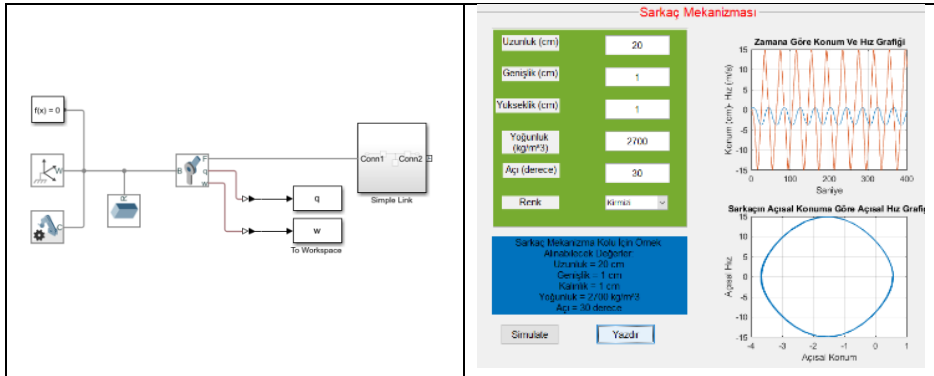 f(x) = 0
W
C
R
B
F
q
w
Conn1
Conn2
Simple Link
q
w
To Workspace
Sarkaç Mekanizması
Uzunluk (cm)
20
Genişlik (cm)
1
Yükseklik (cm)
1
Yoğunluk
(kg/m^3)
2700
Açı (derece)
30
Renk
Kırmızı
Sarkaç Mekanizma Kolu İçin Örnek
Alınabilecek Değerler:
Uzunluk = 20 cm
Genişlik = 1 cm
Kalınlık = 1 cm
Yoğunluk = 2700 kg/m^3
Açı = 30 derece
Simulate
Yazdır
Zamana Göre Konum Ve Hız Grafiği
Konum (cm)- Hız (m/s)
15
10
5
0
-5
-10
-15
0 100 200 300 400
Saniye
Sarkaçın Açısal Konuma Göre Açısal Hız Grafiğ
Açısal Hız
15
10
5
0
-5
-10
-15
-4 -3 -2 -1 0 1
Açısal Konum